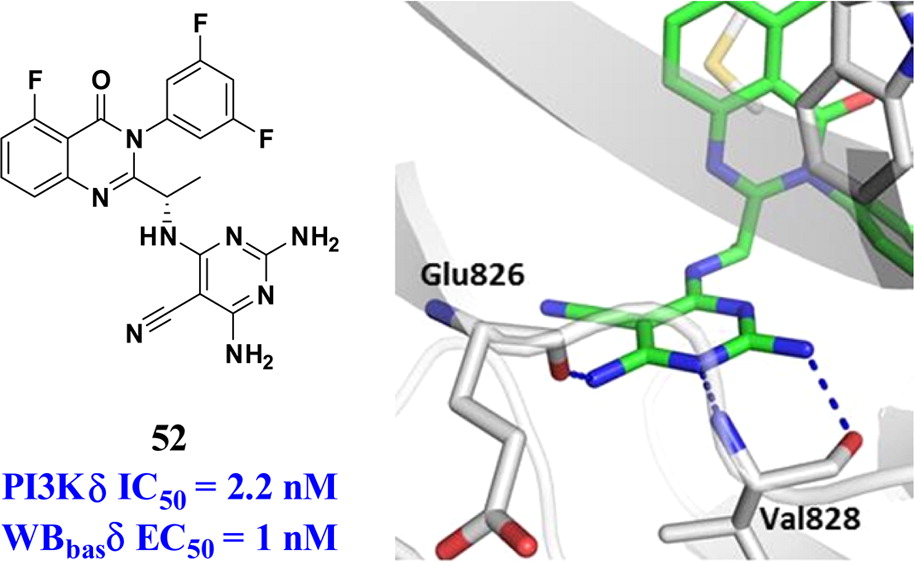 F
F
F
O
N
N
HN
N
NH2
N
N
NH2
52
PI3Kδ IC50 = 2.2 nM
WBbasδ EC50 = 1 nM
Glu826
Val828